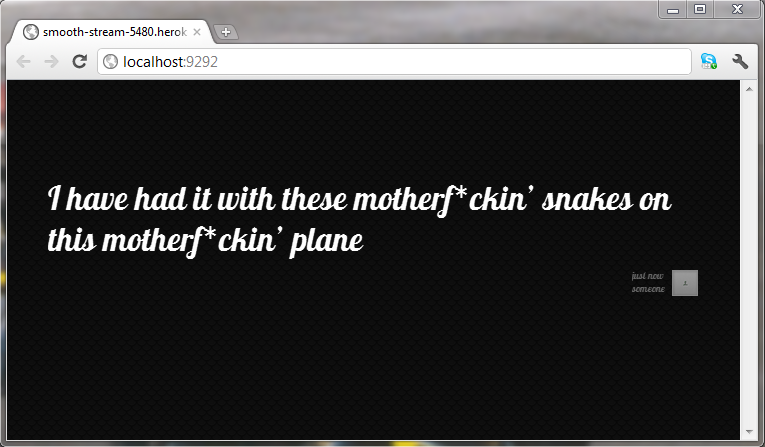 smooth-stream-5480.herok
localhost:9292
I have had it with these motherf*ckin’ snakes on
this motherf*ckin’ plane
just now
someone